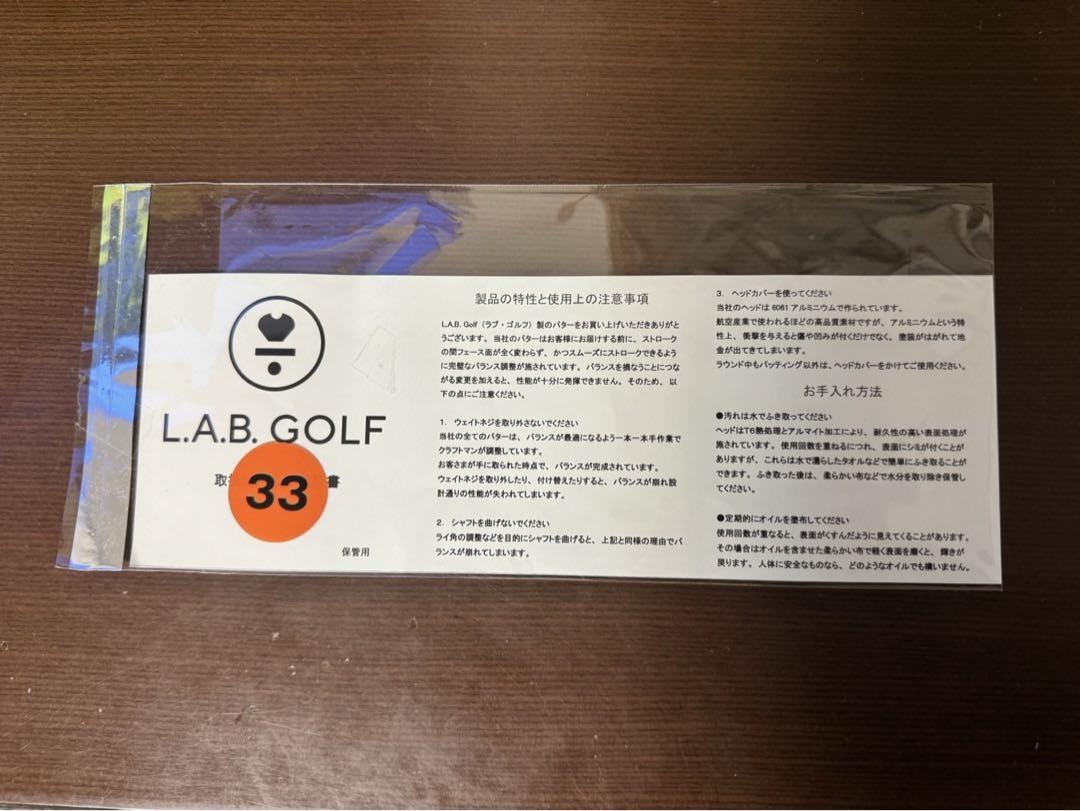 L.A.B. GOLF
取 書
33
保管用
製品の特性と使用上の注意事項
L.A.B. Golf（ラブ・ゴルフ）製のパターをお買い上げいただきありがと
うございます。当社のパターはお客様にお届けする前に、ストローク
の間フェース面が全く変わらず、かつスムーズにストロークできるよう
に完璧なバランス調整が施されています。バランスを損なうことにつな
がる変更を加えると、性能が十分に発揮できません。そのため、以
下の点にご注意ください。
1. ウェイトネジを取り外さないでください
当社の全てのパターは、バランスが最適になるよう一本一本手作業で
クラフトマンが調整しています。
お客さまが手に取られた時点で、バランスが完成されています。
ウェイトネジを取り外したり、付け替えたりすると、バランスが崩れ設
計通りの性能が失われてしまいます。
2. シャフトを曲げないでください
ライ角の調整などを目的にシャフトを曲げると、上記と同様の理由でバ
ランスが崩れてしまいます。
3. ヘッドカバーを使ってください
当社のヘッドは 6061 アルミニウムで作られています。
航空産業で使われるほどの高品質素材ですが、アルミニウムという特
性上、衝撃を与えると傷や凹みが付くだけでなく、塗装がはがれて地
金が出てきてしまいます。
ラウンド中もパッティング以外は、ヘッドカバーをかけてご使用ください。
お手入れ方法
●汚れは水でふき取ってください
ヘッドはT6熱処理とアルマイト加工により、耐久性の高い表面処理が
施されています。使用回数を重ねるにつれ、表面にシミが付くことが
ありますが、これらは水で濡らしたタオルなどで簡単にふき取ることが
できます。ふき取った後は、柔らかい布などで水分を取り除き保管し
てください。
●定期的にオイルを塗布してください
使用回数が重なると、表面がくすんだように見えてくることがあります。
その場合はオイルを含ませた柔らかい布で軽く表面を磨くと、輝きが
戻ります。人体に安全なものなら、どのようなオイルでも構いません。